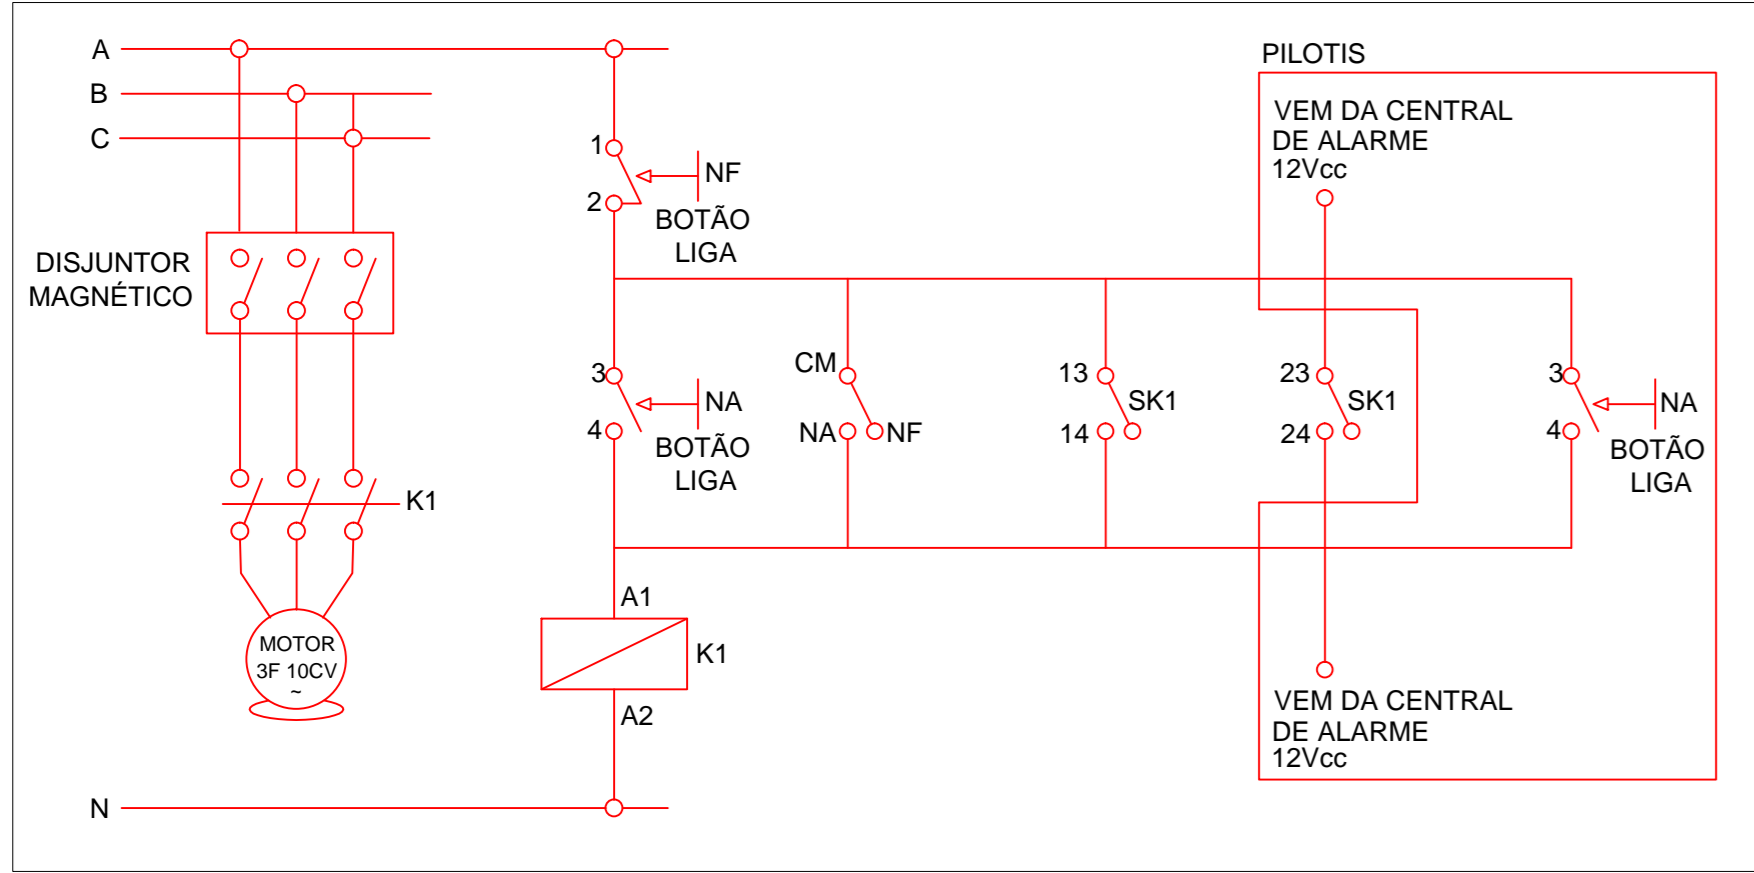 A
B
C
DISJUNTOR
MAGNÉTICO
K1
MOTOR
3F 10CV
~
N
1
2
NF
BOTÃO
LIGA
3
4
NA
BOTÃO
LIGA
A1
K1
A2
CM
NA
NF
13
14
SK1
PILOTIS
VEM DA CENTRAL
DE ALARME
12Vcc
23
24
SK1
3
4
NA
BOTÃO
LIGA
VEM DA CENTRAL
DE ALARME
12Vcc